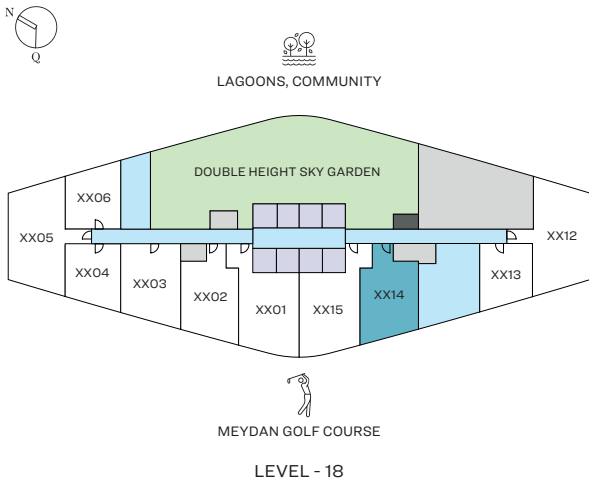 N
Q
LAGOONS, COMMUNITY
DOUBLE HEIGHT SKY GARDEN
XX06
XX05
XX12
XX04
XX03
XX13
XX02
XX14
XX01
XX15
MEYDAN GOLF COURSE
LEVEL - 18